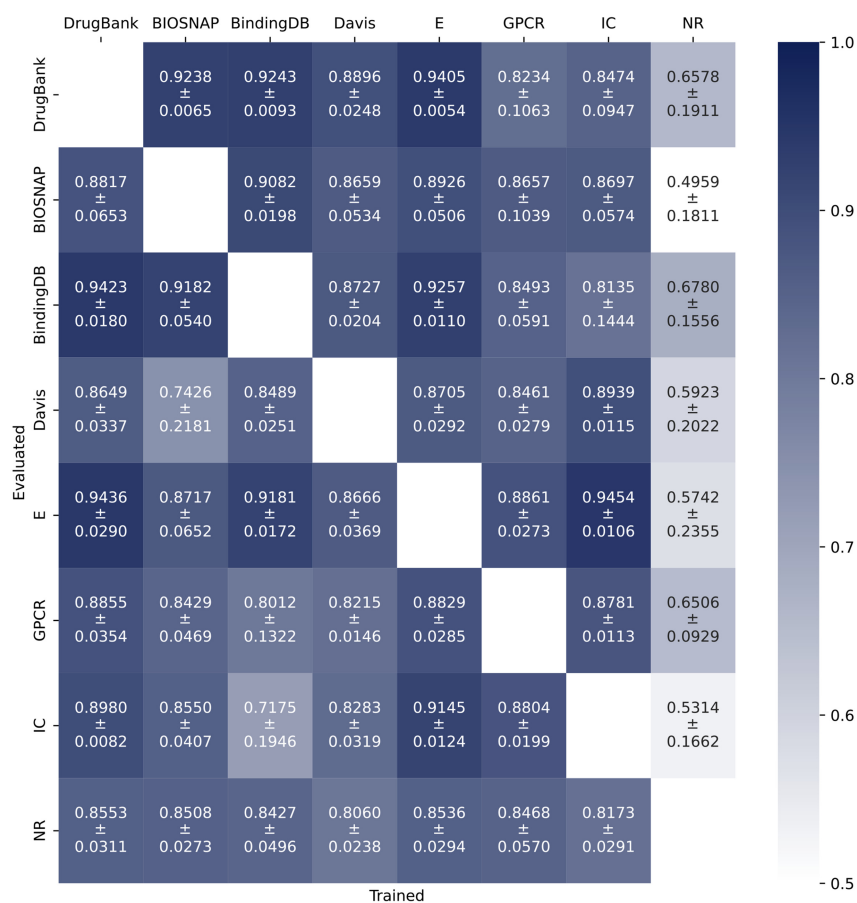 DrugBank BIOSNAP BindingDB Davis E GPCR IC NR
DrugBank
0.9238 0.9243 0.8896 0.9405 0.8234 0.8474 0.6578
± ± ± ± ± ± ±
0.0065 0.0093 0.0248 0.0054 0.1063 0.0947 0.1911
BIOSNAP
0.8817 0.9082 0.8659 0.8926 0.8657 0.8697 0.4959
± ± ± ± ± ± ±
0.0653 0.0198 0.0534 0.0506 0.1039 0.0574 0.1811
BindingDB
0.9423 0.9182 0.8727 0.9257 0.8493 0.8135 0.6780
± ± ± ± ± ± ±
0.0180 0.0540 0.0204 0.0110 0.0591 0.1444 0.1556
Davis
0.8649 0.7426 0.8489 0.8705 0.8461 0.8939 0.5923
± ± ± ± ± ± ±
0.0337 0.2181 0.0251 0.0292 0.0279 0.0115 0.2022
Evaluated
E
0.9436 0.8717 0.9181 0.8666 0.8861 0.9454 0.5742
± ± ± ± ± ± ±
0.0290 0.0652 0.0172 0.0369 0.0273 0.0106 0.2355
GPCR
0.8855 0.8429 0.8012 0.8215 0.8829 0.8781 0.6506
± ± ± ± ± ± ±
0.0354 0.0469 0.1322 0.0146 0.0285 0.0113 0.0929
IC
0.8980 0.8550 0.7175 0.8283 0.9145 0.8804 0.5314
± ± ± ± ± ± ±
0.0082 0.0407 0.1946 0.0319 0.0124 0.0199 0.1662
NR
0.8553 0.8508 0.8427 0.8060 0.8536 0.8468 0.8173
± ± ± ± ± ± ±
0.0311 0.0273 0.0496 0.0238 0.0294 0.0570 0.0291
Trained
1.0
0.9
0.8
0.7
0.6
0.5